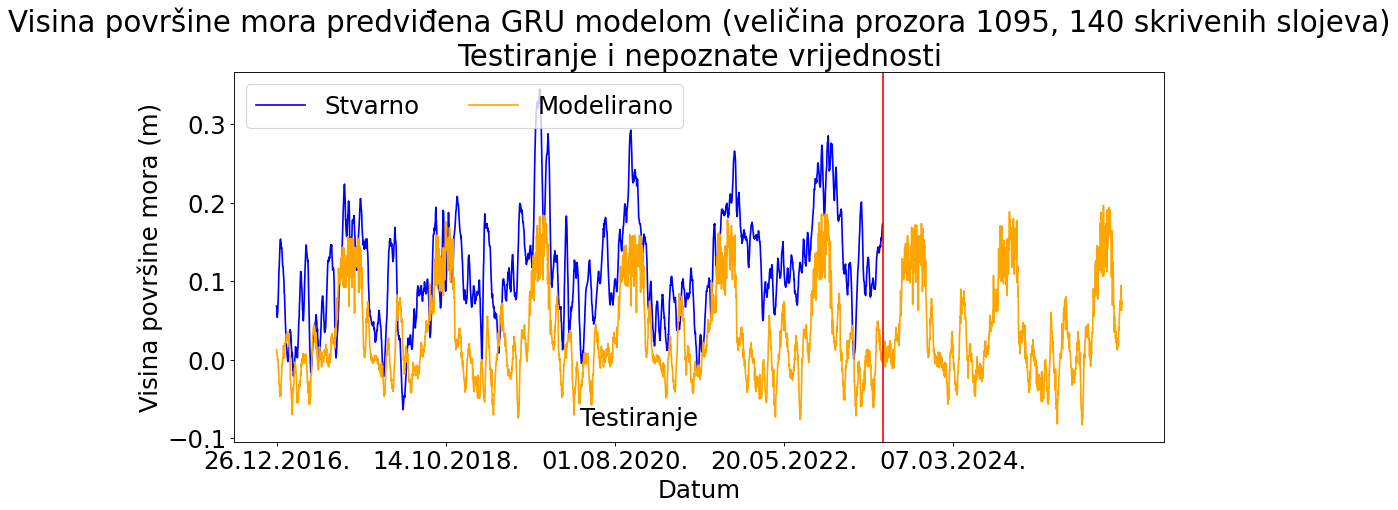 Visina površine mora predviđena GRU modelom (veličina prozora 1095, 140 skrivenih slojeva)
Testiranje i nepoznate vrijednosti
Stvarno
Modelirano
Visina površine mora (m)
0.3
0.2
0.1
0.0
−0.1
Testiranje
26.12.2016.
14.10.2018.
01.08.2020.
20.05.2022.
07.03.2024.
Datum